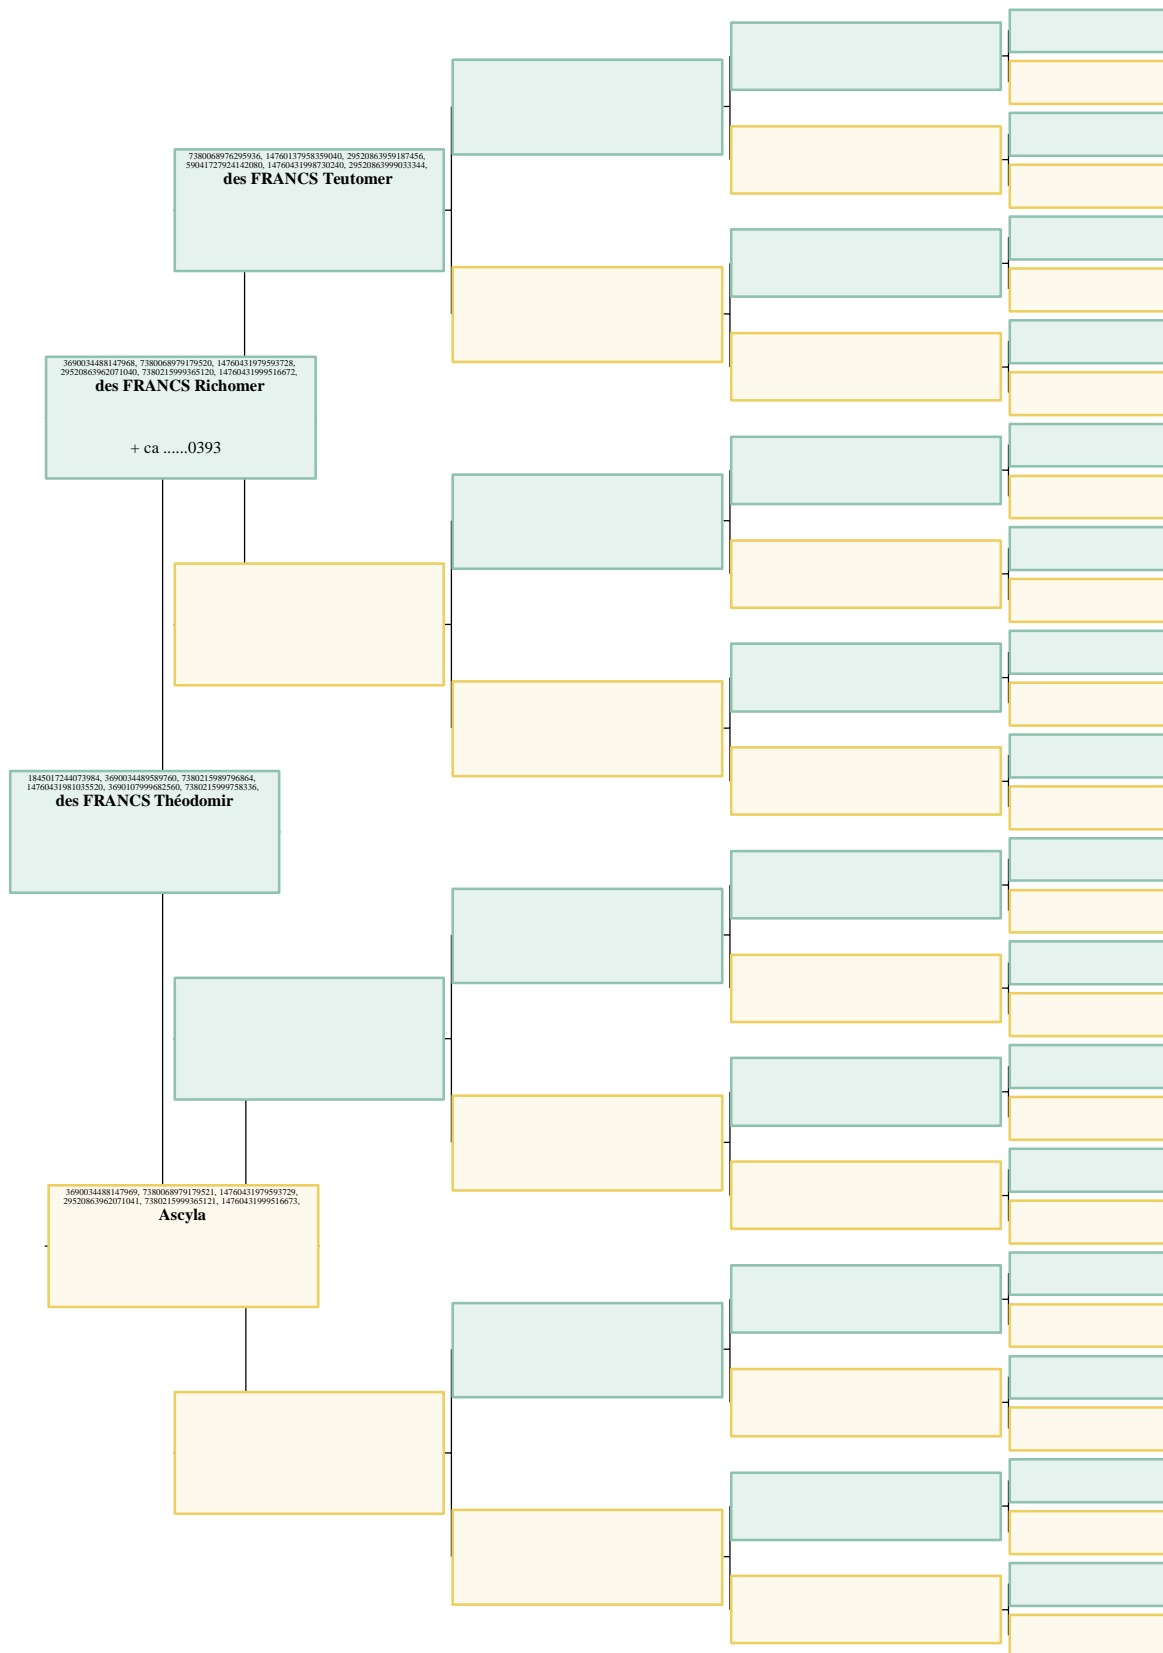 7380068976295936, 14760137958359040, 29520863959187456,
59041727924142080, 14760431998730240, 29520863999033344,
des FRANCS Teutomer
3690034488147968, 7380068979179520, 14760431979593728,
29520863962071040, 7380215999365120, 14760431999516672,
des FRANCS Richomer
+ ca ......0393
1845017244073984, 3690034489589760, 7380215989796864,
14760431981035520, 3690107999682560, 7380215999758336,
des FRANCS Théodomir
3690034488147969, 7380068979179521, 14760431979593729,
29520863962071041, 7380215999365121, 14760431999516673,
Ascyla